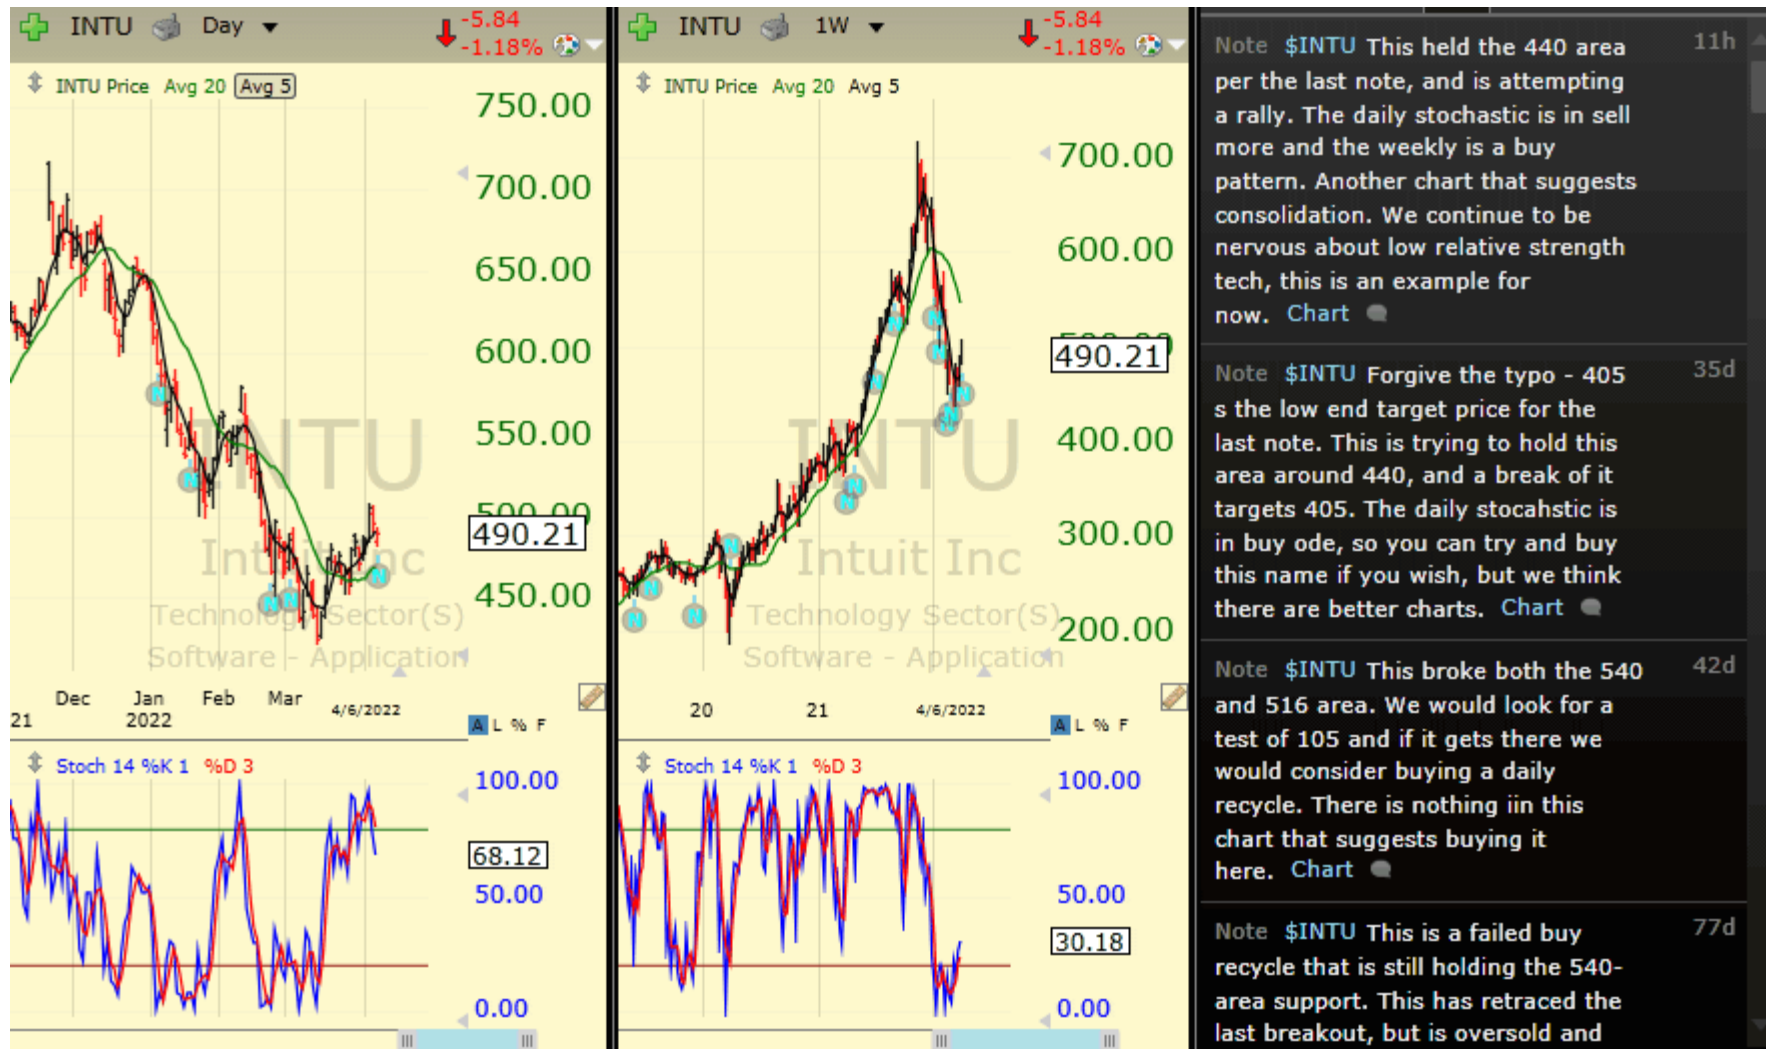 INTU Day -5.84
-1.18%
INTU Price Avg 20 Avg 5
750.00
700.00
650.00
600.00
550.00
500.00
490.21
450.00
INTU
Intuit Inc
Technology Sector(S)
Software - Application
Dec Jan Feb Mar 4/6/2022
21 2022
A L % F
Stoch 14 %K 1 %D 3
100.00
68.12
50.00
0.00
INTU 1W -5.84
-1.18%
INTU Price Avg 20 Avg 5
700.00
600.00
490.21
400.00
300.00
200.00
INTU
Intuit Inc
Technology Sector(S)
Software - Application
20 21 4/6/2022
A L % F
Stoch 14 %K 1 %D 3
100.00
50.00
30.18
0.00
Note $INTU This held the 440 area 11h
per the last note, and is attempting
a rally. The daily stochastic is in sell
more and the weekly is a buy
pattern. Another chart that suggests
consolidation. We continue to be
nervous about low relative strength
tech, this is an example for
now. Chart
Note $INTU Forgive the typo - 405 35d
s the low end target price for the
last note. This is trying to hold this
area around 440, and a break of it
targets 405. The daily stocahstic is
in buy ode, so you can try and buy
this name if you wish, but we think
there are better charts. Chart
Note $INTU This broke both the 540 42d
and 516 area. We would look for a
test of 105 and if it gets there we
would consider buying a daily
recycle. There is nothing iin this
chart that suggests buying it
here. Chart
Note $INTU This is a failed buy 77d
recycle that is still holding the 540-
area support. This has retraced the
last breakout, but is oversold and